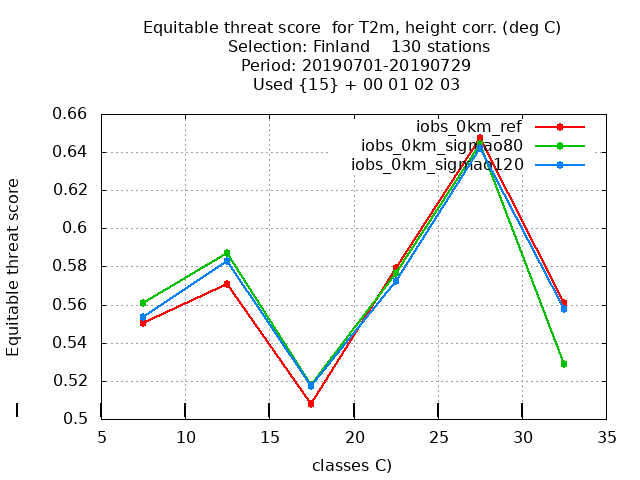 Equitable threat score  for T2m, height corr. (deg C)
Selection: Finland    130 stations
Period: 20190701-20190729
Used {15} + 00 01 02 03
iobs_0km_ref
iobs_0km_sigmao80
iobs_0km_sigmao120
0.66
0.64
0.62
0.6
0.58
0.56
0.54
0.52
0.5
Equitable threat score
5
10
15
20
25
30
35
classes C)